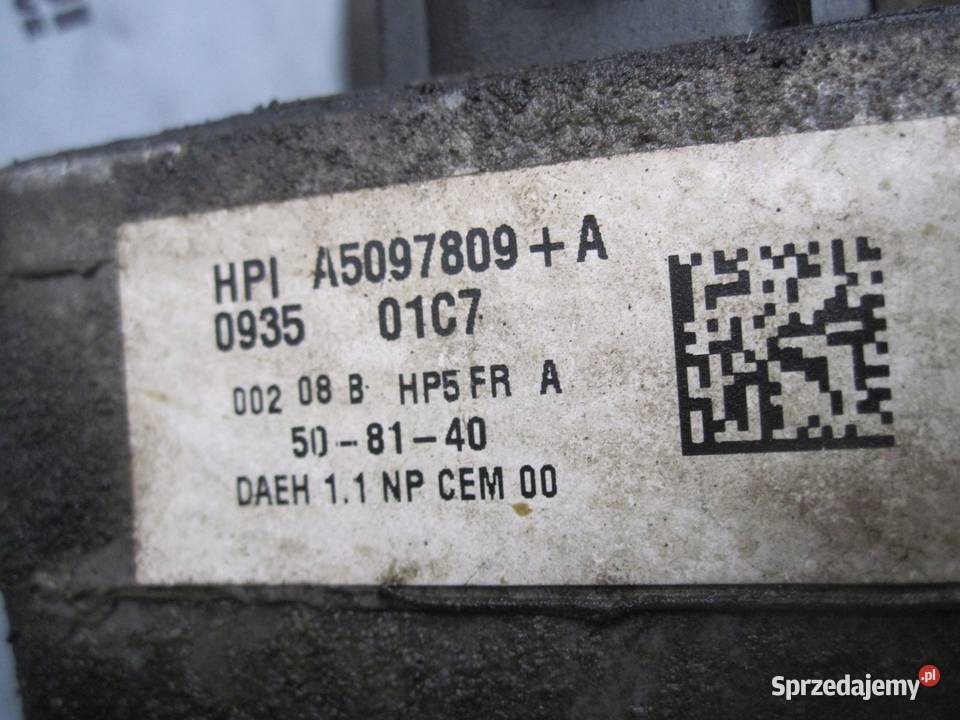 HPI A5097809+A
0935 01C7
002 08 B HP5 FR A
50-81-40
DAEH 1.1 NP CEM 00
Sprzedajemy.pl